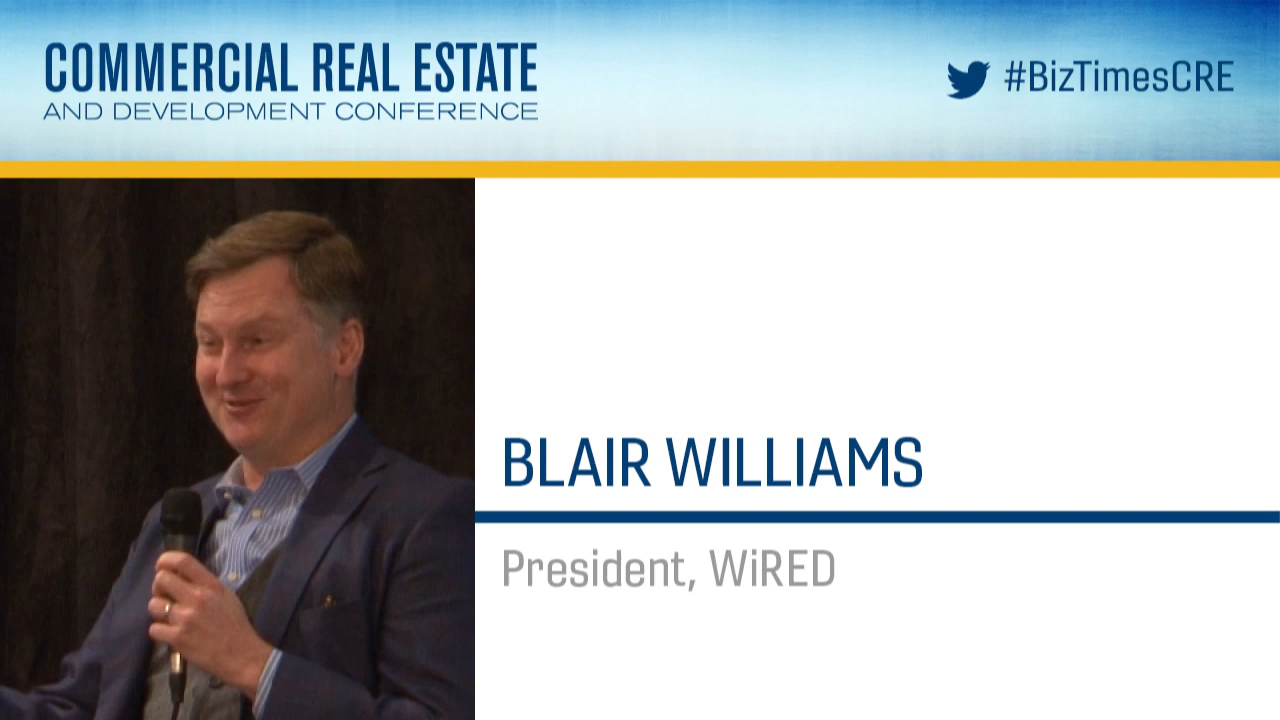 COMMERCIAL REAL ESTATE
AND DEVELOPMENT CONFERENCE
#BizTimesCRE
BLAIR WILLIAMS
President, WiRED